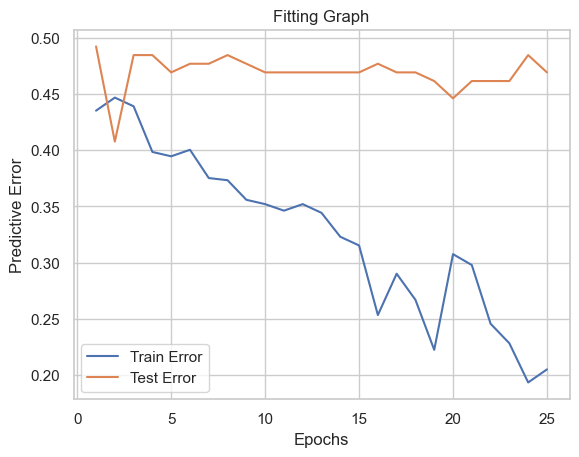 Fitting Graph
0.50
0.45
0.40
0.35
0.30
0.25
0.20
Predictive Error
Train Error
Test Error
0 5 10 15 20 25
Epochs